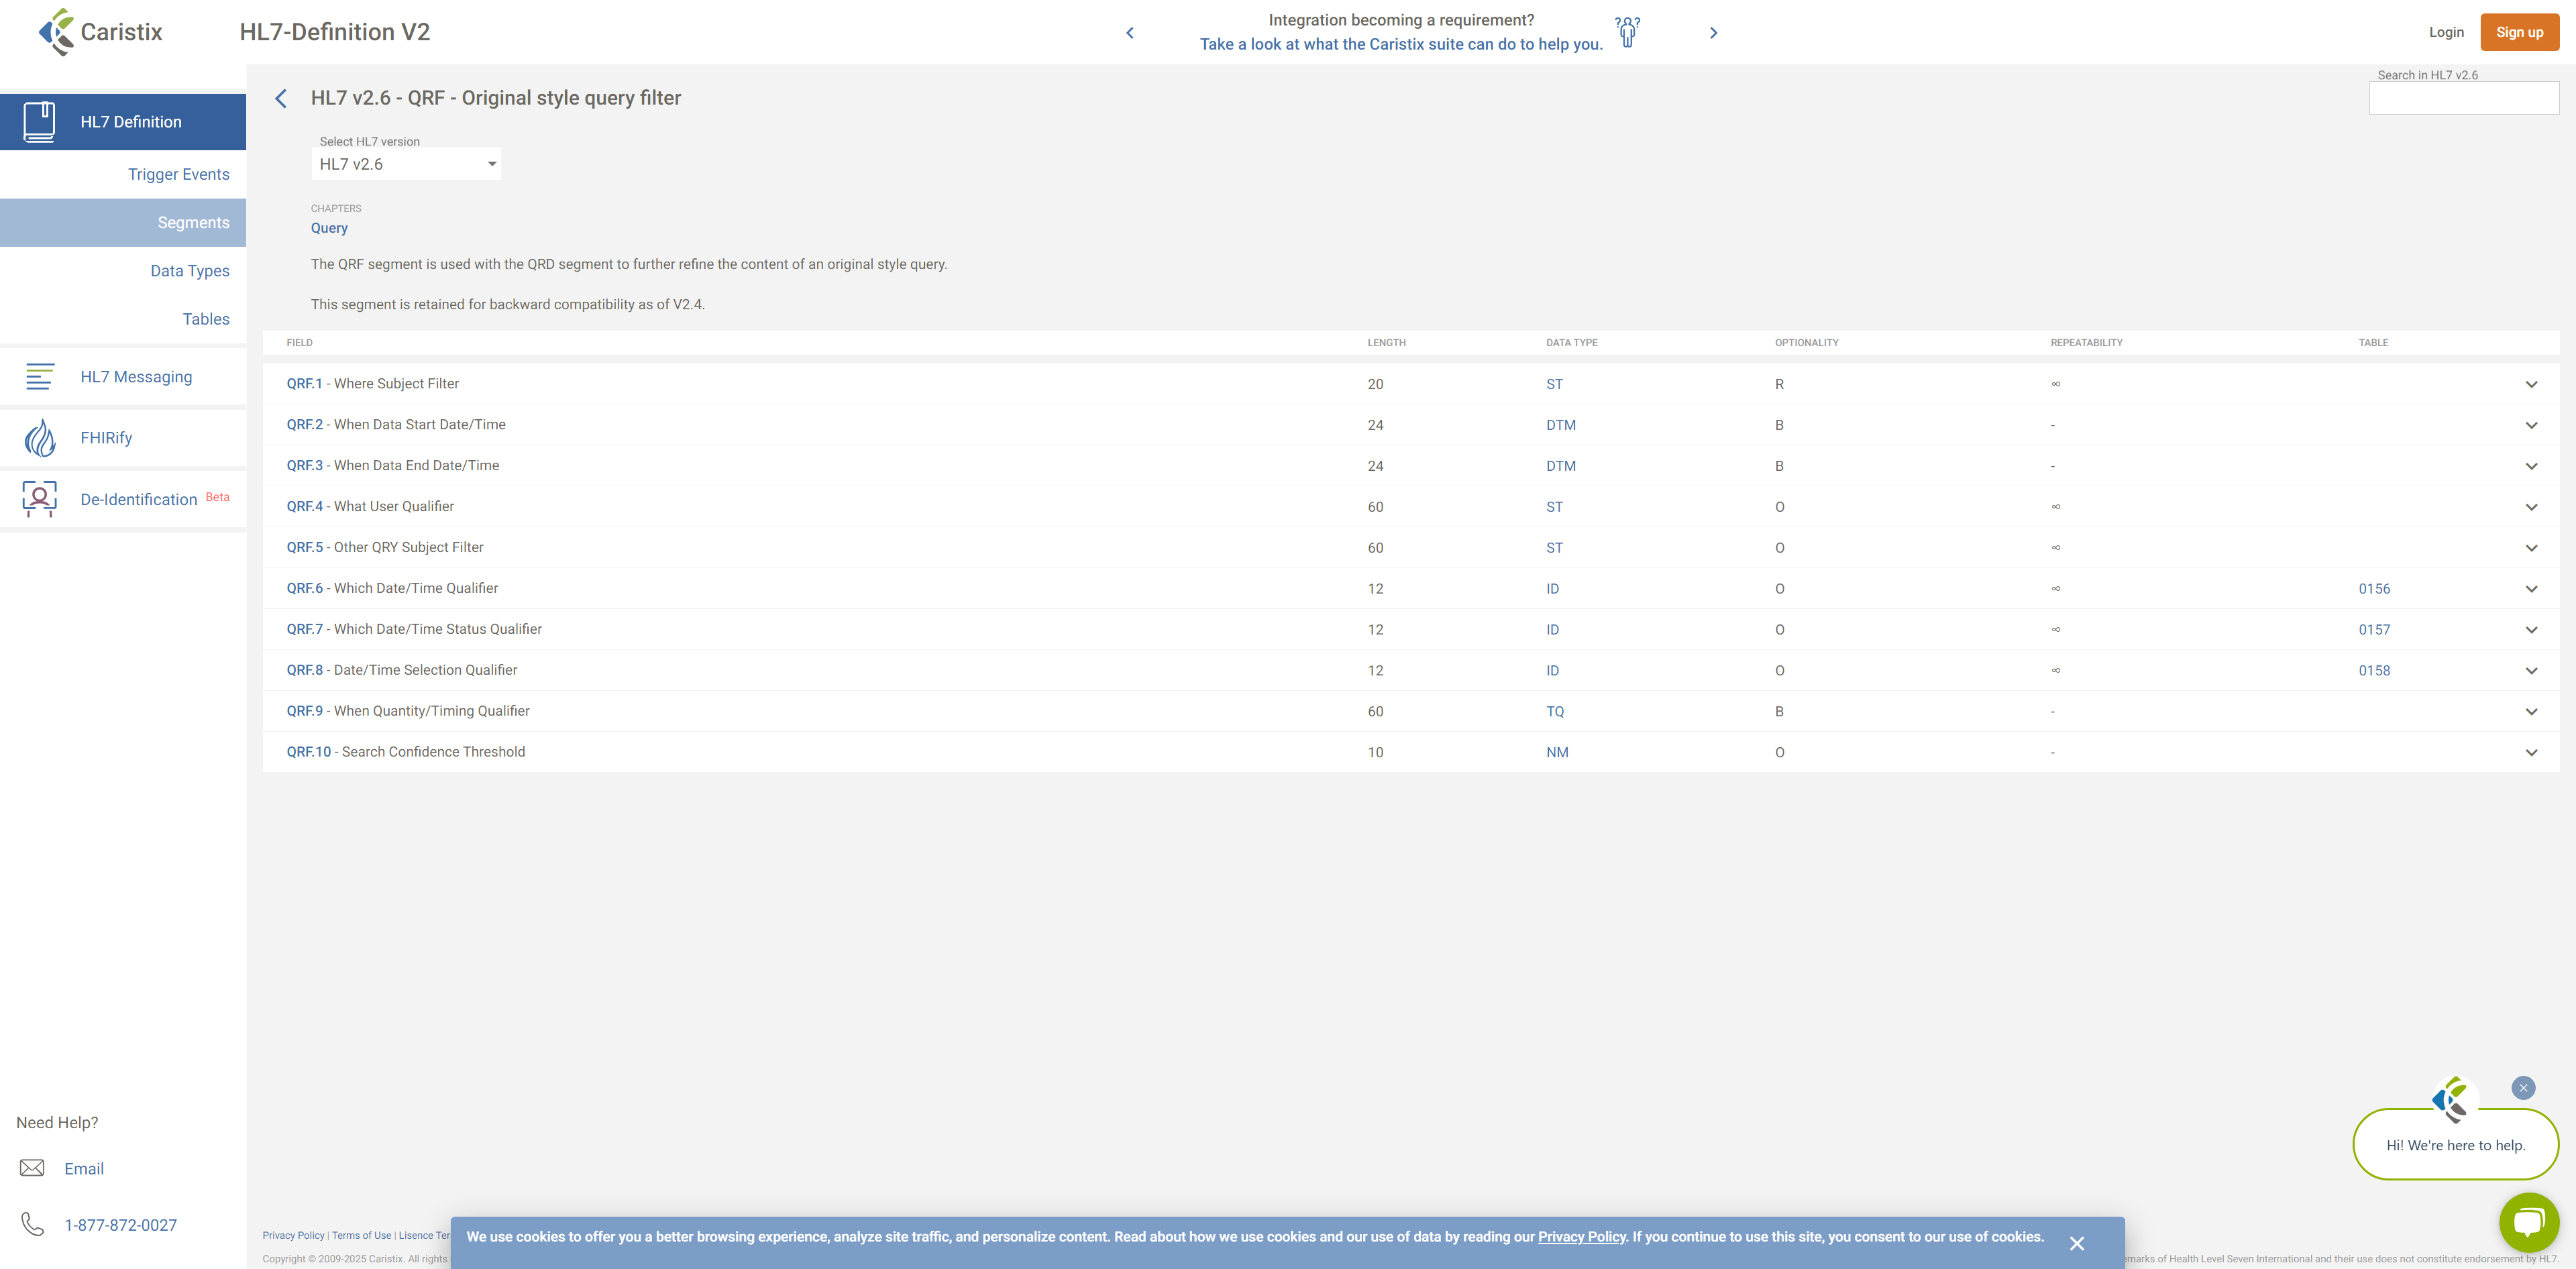 Caristix
HL7-Definition V2
Integration becoming a requirement?
Take a look at what the Caristix suite can do to help you.
Login
Sign up
HL7 Definition
Trigger Events
Segments
Data Types
Tables
HL7 Messaging
FHIRify
De-Identification Beta
Need Help?
Email
1-877-872-0027
HL7 v2.6 - QRF - Original style query filter
Search in HL7 v2.6
Select HL7 version
HL7 v2.6
CHAPTERS
Query
The QRF segment is used with the QRD segment to further refine the content of an original style query.
This segment is retained for backward compatibility as of V2.4.
FIELD LENGTH DATA TYPE OPTIONALITY REPEATABILITY TABLE
QRF.1 - Where Subject Filter 20 ST R ∞
QRF.2 - When Data Start Date/Time 24 DTM B -
QRF.3 - When Data End Date/Time 24 DTM B -
QRF.4 - What User Qualifier 60 ST O ∞
QRF.5 - Other QRY Subject Filter 60 ST O ∞
QRF.6 - Which Date/Time Qualifier 12 ID O ∞ 0156
QRF.7 - Which Date/Time Status Qualifier 12 ID O ∞ 0157
QRF.8 - Date/Time Selection Qualifier 12 ID O ∞ 0158
QRF.9 - When Quantity/Timing Qualifier 60 TQ B -
QRF.10 - Search Confidence Threshold 10 NM O -
Hi! We're here to help.
Privacy Policy | Terms of Use | Lisence Ter
We use cookies to offer you a better browsing experience, analyze site traffic, and personalize content. Read about how we use cookies and our use of data by reading our Privacy Policy. If you continue to use this site, you consent to our use of cookies.
Copyright © 2009-2025 Caristix. All rights
emarks of Health Level Seven International and their use does not constitute endorsement by HL7.